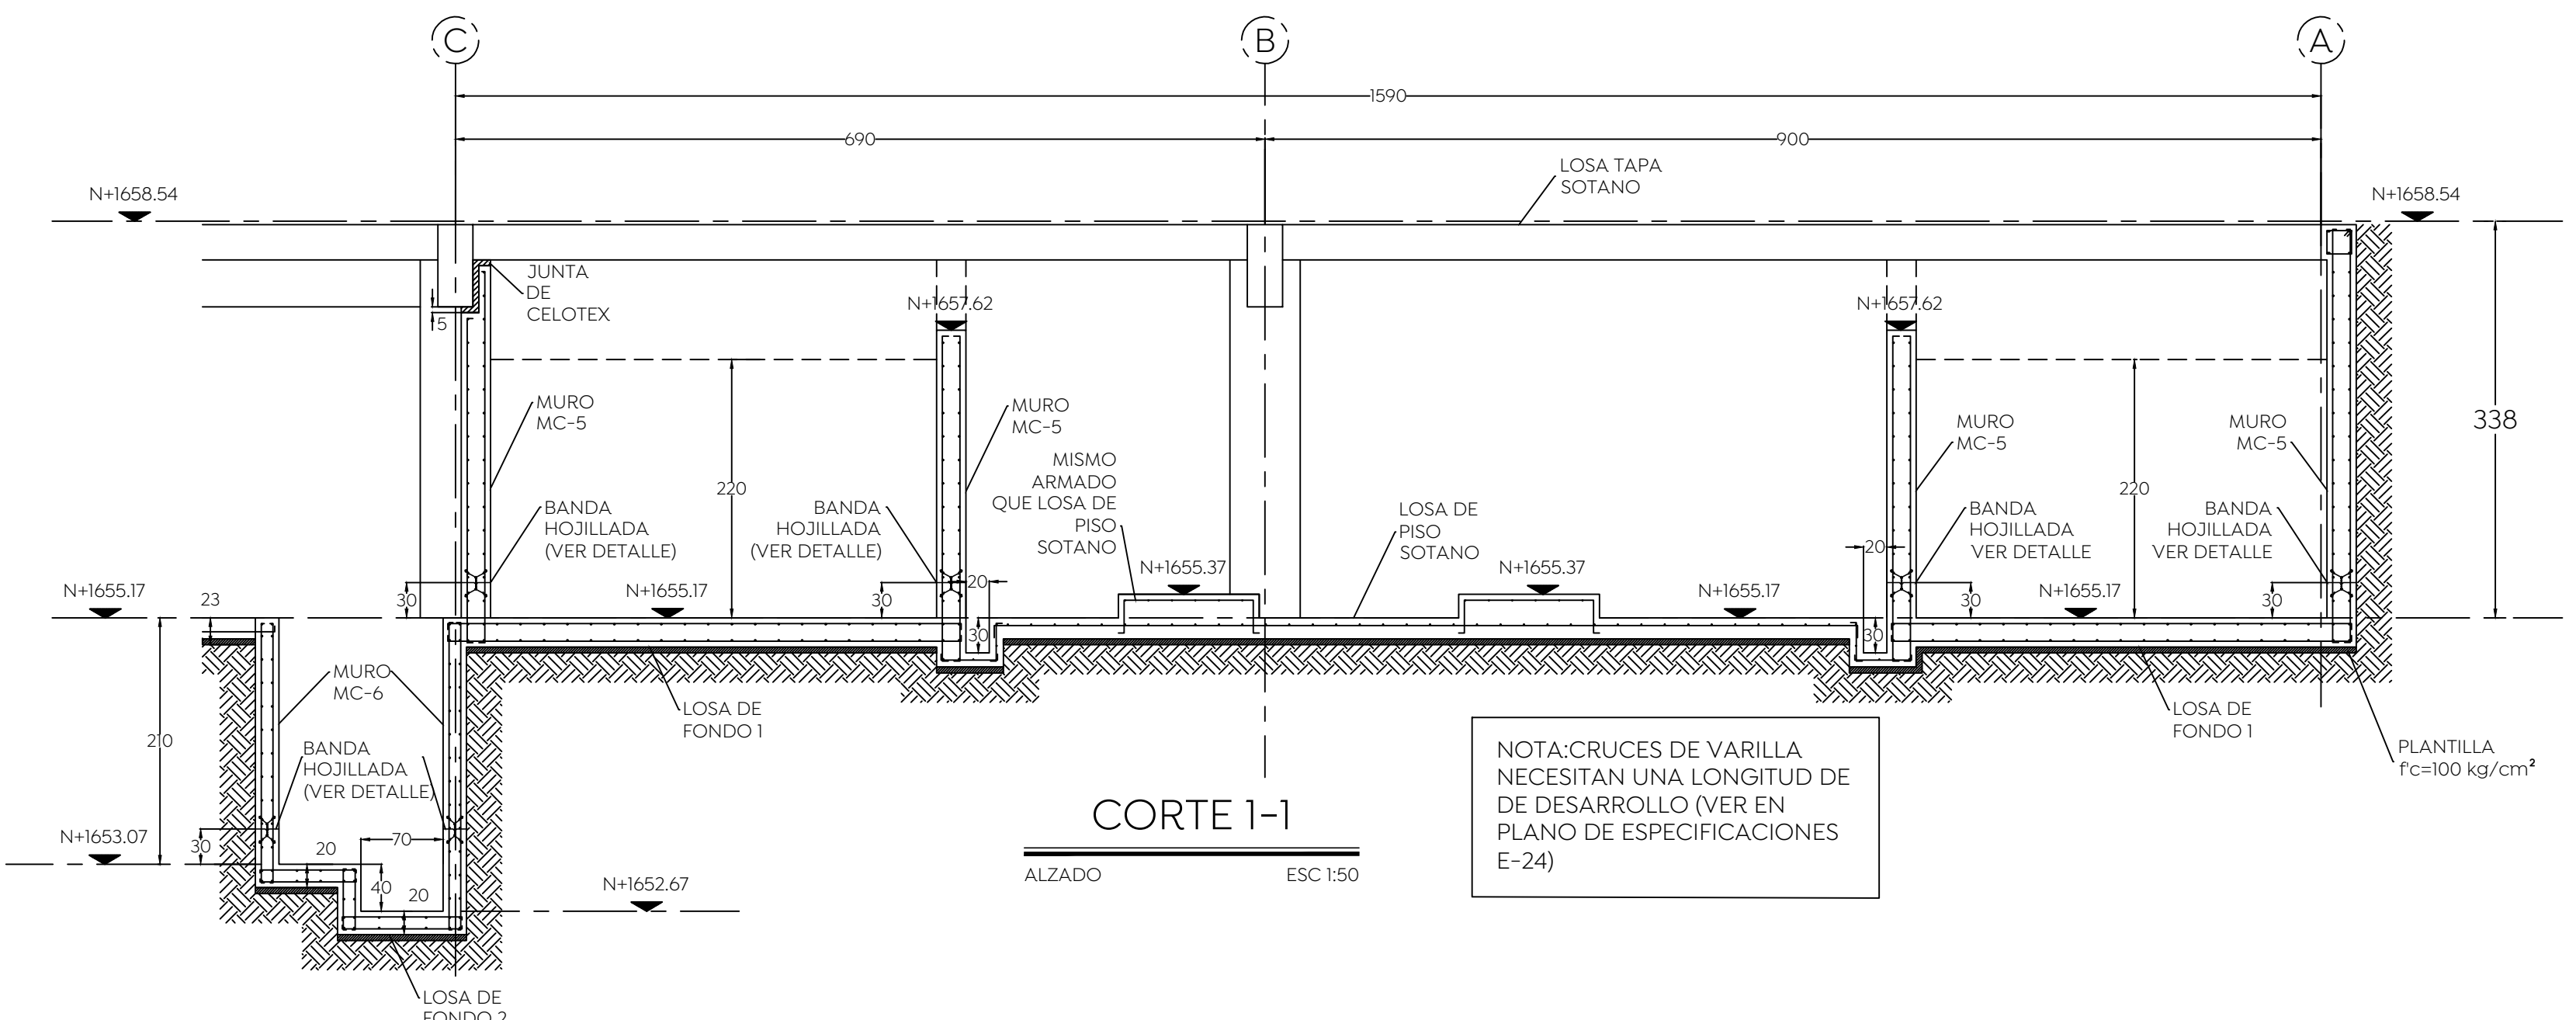 C
B
A
1590
690
900
LOSA TAPA
SOTANO
N+1658.54
N+1658.54
JUNTA
DE
CELOTEX
5
N+1657.62
N+1657.62
MURO
MC-5
MURO
MC-5
MURO
MC-5
MURO
MC-5
338
220
220
MISMO
ARMADO
QUE LOSA DE
PISO
SOTANO
LOSA DE
PISO
SOTANO
BANDA
HOJILLADA
(VER DETALLE)
BANDA
HOJILLADA
(VER DETALLE)
BANDA
HOJILLADA
VER DETALLE
BANDA
HOJILLADA
VER DETALLE
20
20
N+1655.37
N+1655.37
N+1655.17
23
30
N+1655.17
30
N+1655.17
30
N+1655.17
30
30
30
MURO
MC-6
LOSA DE
FONDO 1
LOSA DE
FONDO 1
210
BANDA
HOJILLADA
(VER DETALLE)
PLANTILLA
f'c=100 kg/cm²
N+1653.07
30
20
70
40
20
N+1652.67
LOSA DE
FONDO 2
CORTE 1-1
ALZADO
ESC 1:50
NOTA:CRUCES DE VARILLA
NECESITAN UNA LONGITUD DE
DE DESARROLLO (VER EN
PLANO DE ESPECIFICACIONES
E-24)